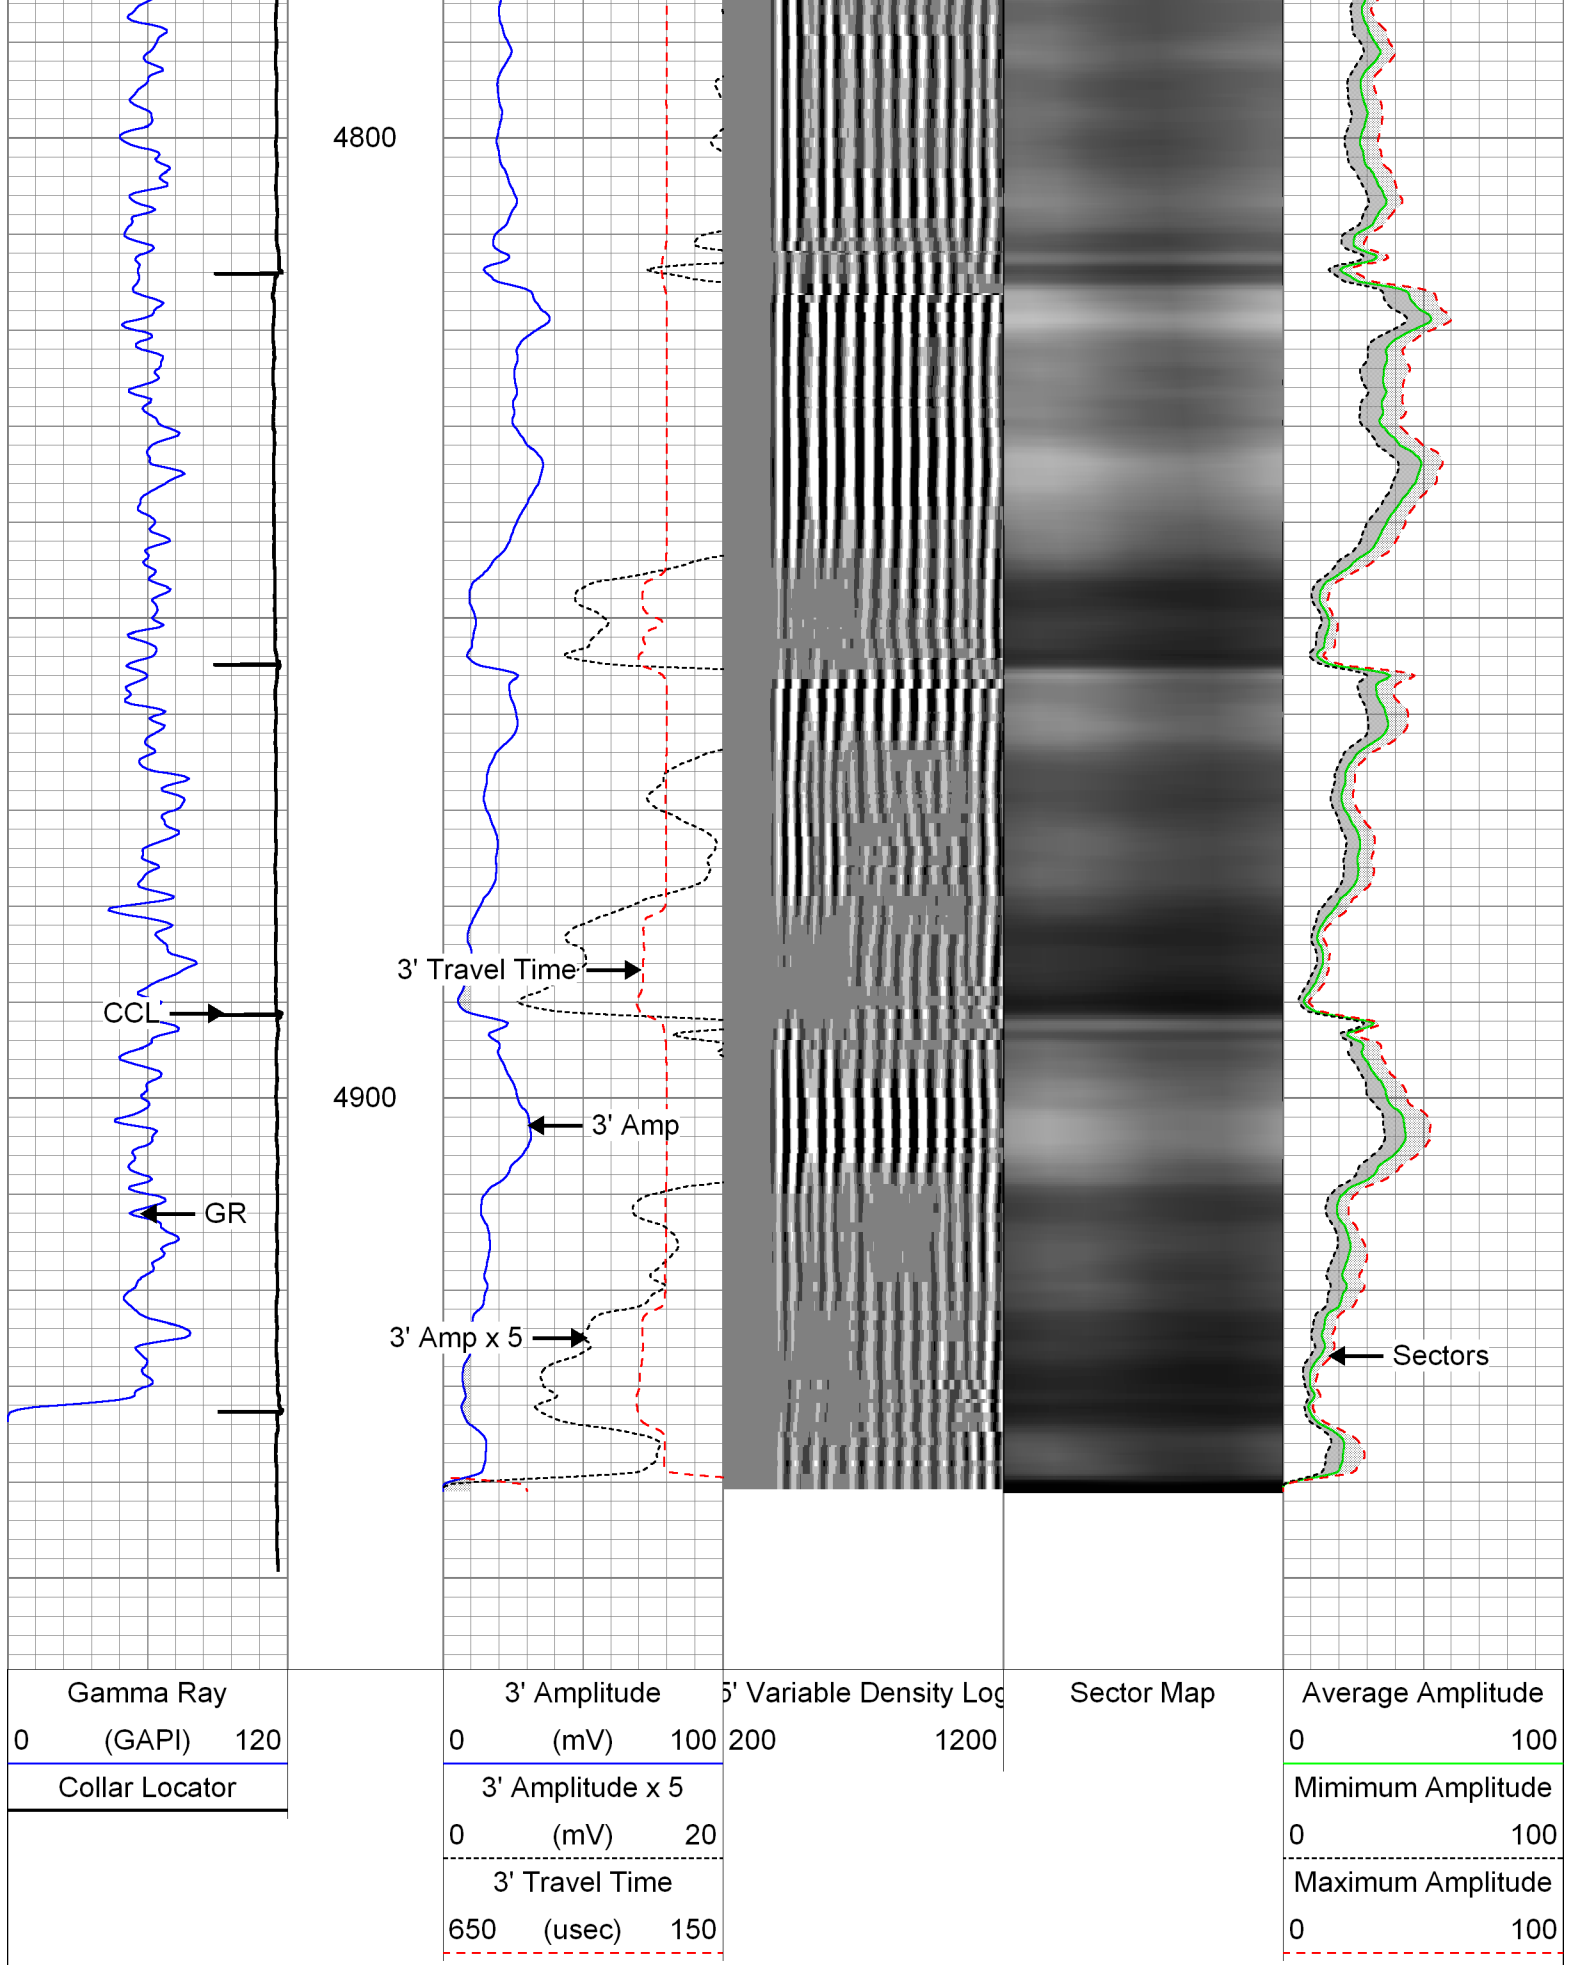 4800
3' Travel Time
CCL
4900
3' Amp
GR
3' Amp x 5
Sectors
Gamma Ray
0 (GAPI) 120
Collar Locator
3' Amplitude
0 (mV) 100
3' Amplitude x 5
0 (mV) 20
3' Travel Time
650 (usec) 150
5' Variable Density Log
200 1200
Sector Map
Average Amplitude
0 100
Mimimum Amplitude
0 100
Maximum Amplitude
0 100